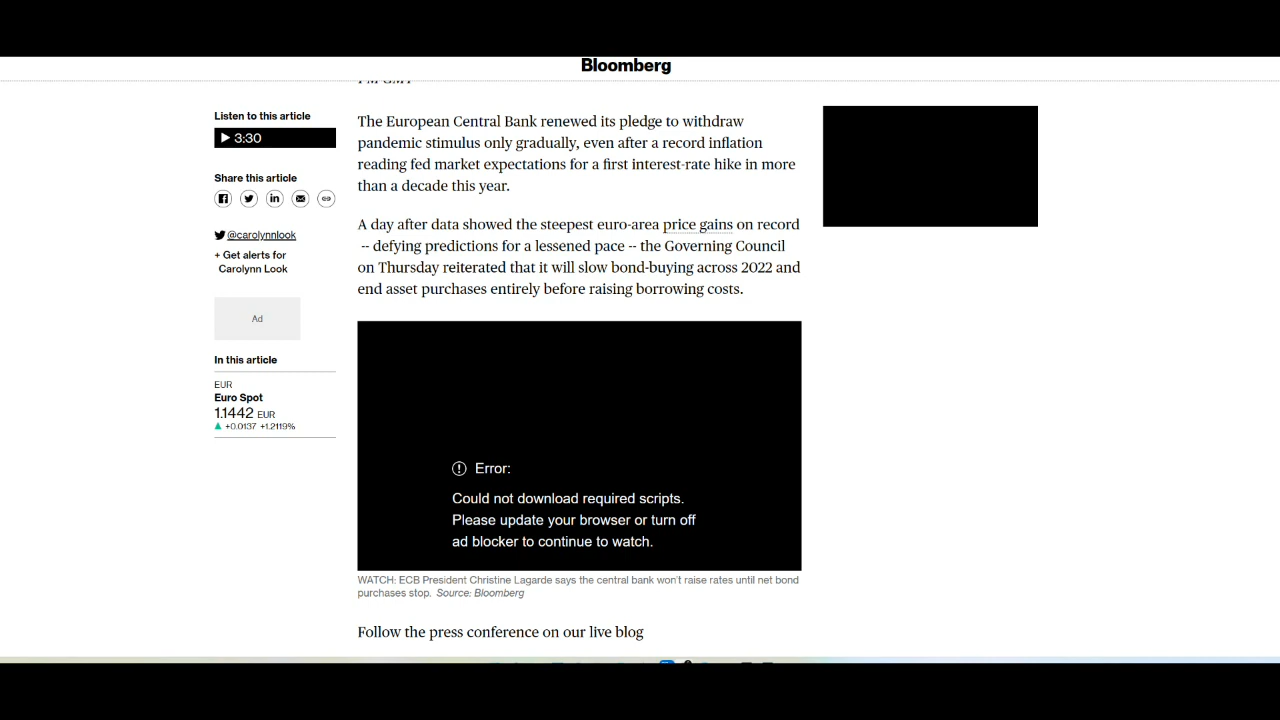 Bloomberg
Listen to this article
3:30
Share this article
@carolynnlook
+ Get alerts for
Carolynn Look
Ad
In this article
EUR
Euro Spot
1.1442 EUR
+0.0137 +1.2119%
The European Central Bank renewed its pledge to withdraw
pandemic stimulus only gradually, even after a record inflation
reading fed market expectations for a first interest-rate hike in more
than a decade this year.
A day after data showed the steepest euro-area price gains on record
-- defying predictions for a lessened pace -- the Governing Council
on Thursday reiterated that it will slow bond-buying across 2022 and
end asset purchases entirely before raising borrowing costs.
Error:
Could not download required scripts.
Please update your browser or turn off
ad blocker to continue to watch.
WATCH: ECB President Christine Lagarde says the central bank won't raise rates until net bond
purchases stop. Source: Bloomberg
Follow the press conference on our live blog